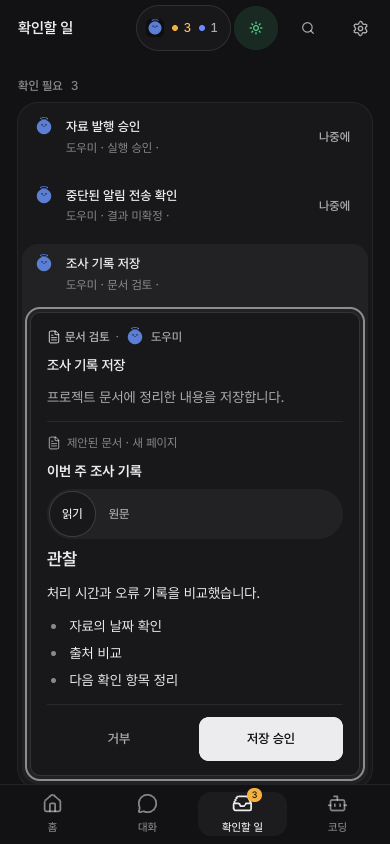 확인할 일
3
1
확인 필요 3
자료 발행 승인
도우미 · 실행 승인 ·
나중에
중단된 알림 전송 확인
도우미 · 결과 미확정 ·
나중에
조사 기록 저장
도우미 · 문서 검토 ·
문서 검토 · 도우미
조사 기록 저장
프로젝트 문서에 정리한 내용을 저장합니다.
제안된 문서 · 새 페이지
이번 주 조사 기록
읽기 원문
관찰
처리 시간과 오류 기록을 비교했습니다.
• 자료의 날짜 확인
• 출처 비교
• 다음 확인 항목 정리
거부 저장 승인
3
홈 대화 확인할 일 코딩